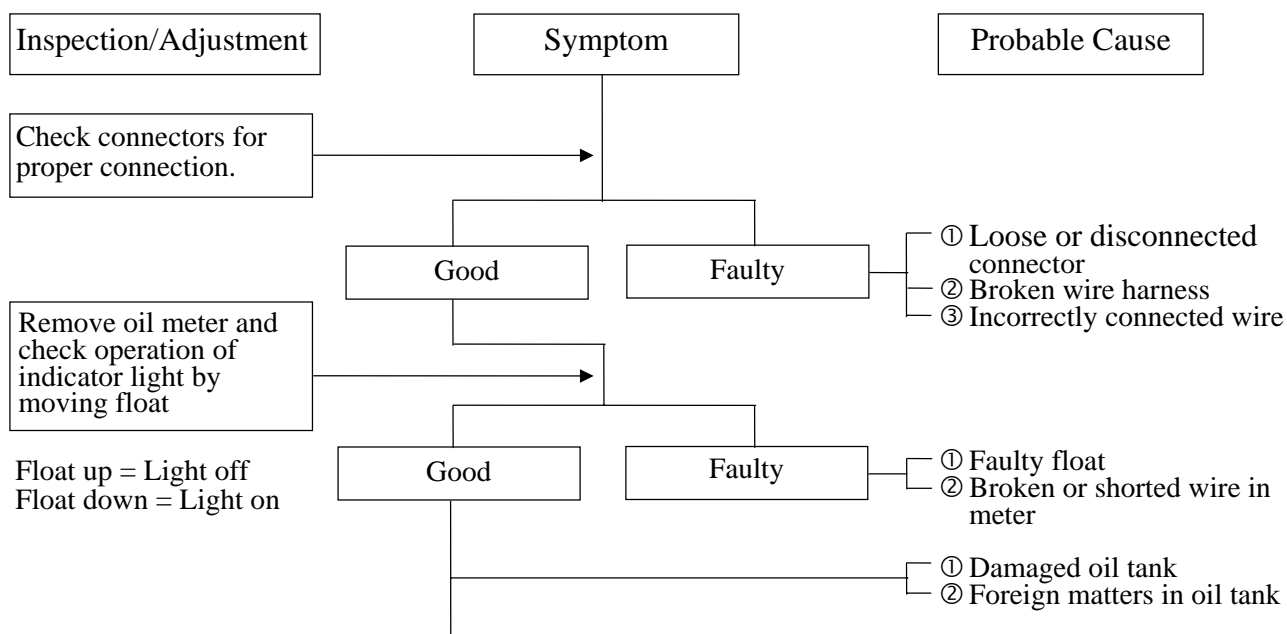 Inspection/Adjustment
Symptom
Probable Cause
Check connectors for
proper connection.
Good
Faulty
① Loose or disconnected
connector
② Broken wire harness
③ Incorrectly connected wire
Remove oil meter and
check operation of
indicator light by
moving float
Float up = Light off
Float down = Light on
Good
Faulty
① Faulty float
② Broken or shorted wire in
meter
① Damaged oil tank
② Foreign matters in oil tank